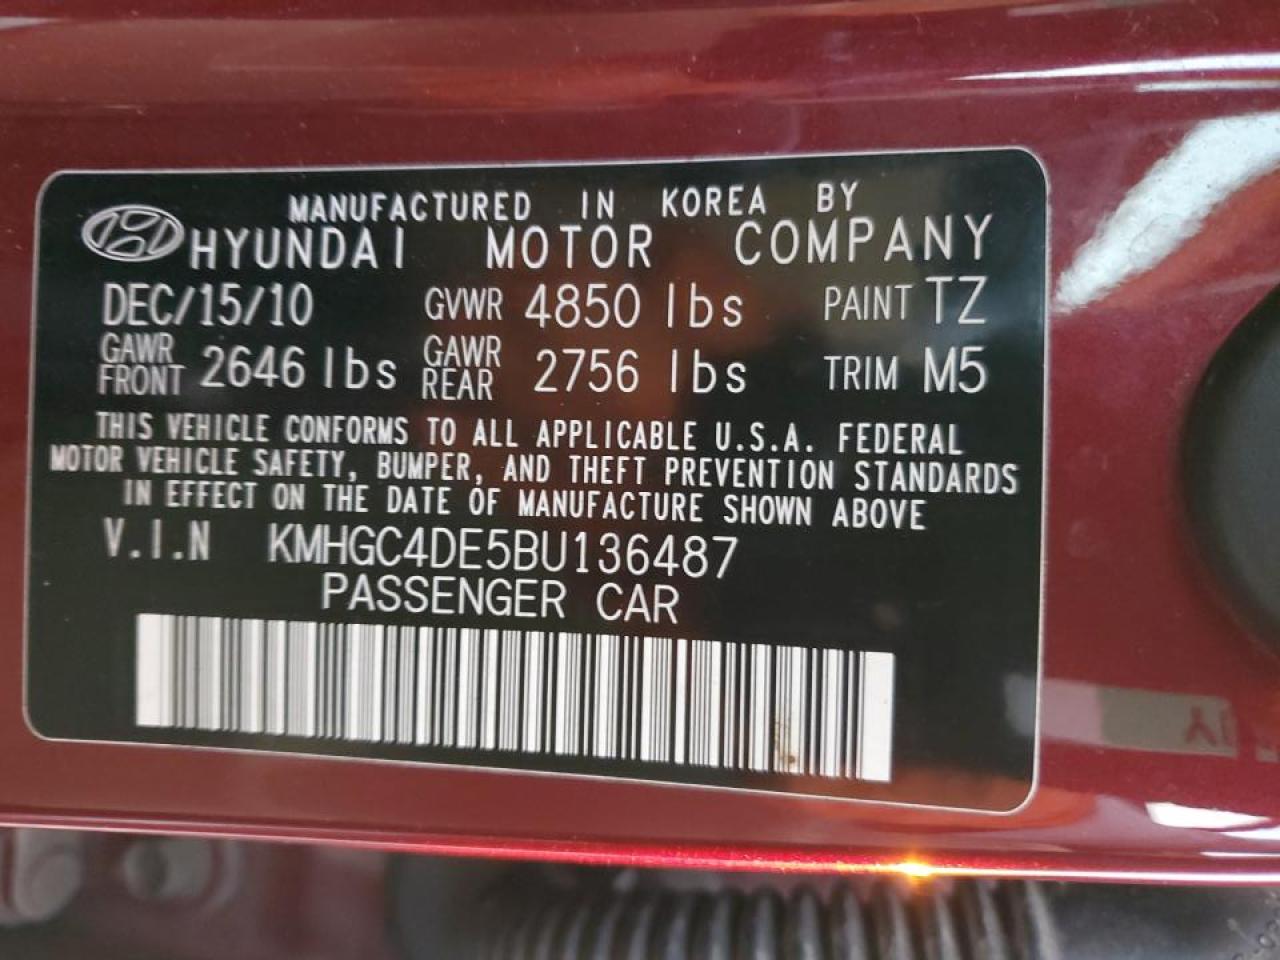 MANUFACTURED IN KOREA BY
HYUNDAI MOTOR COMPANY
DEC/15/10 GVWR 4850 lbs PAINT TZ
GAWR FRONT 2646 lbs GAWR REAR 2756 lbs TRIM M5
THIS VEHICLE CONFORMS TO ALL APPLICABLE U.S.A. FEDERAL
MOTOR VEHICLE SAFETY, BUMPER, AND THEFT PREVENTION STANDARDS
IN EFFECT ON THE DATE OF MANUFACTURE SHOWN ABOVE
V.I.N KMHGC4DE5BU136487
PASSENGER CAR